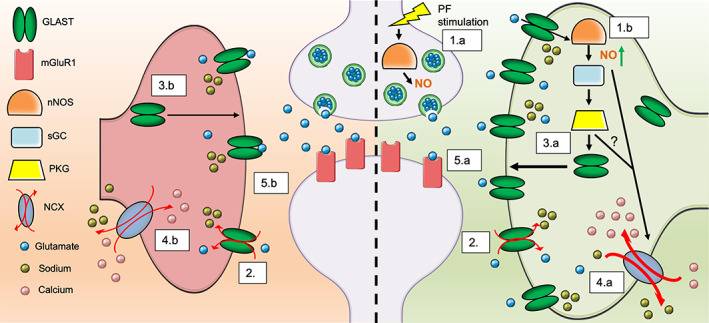 GLAST
mGluR1
nNOS
sGC
PKG
NCX
Glutamate
Sodium
Calcium
3.b
5.b
4.b
2.
PF
stimulation
1.a
NO
5.a
1.b
NO
3.a
?
2.
4.a